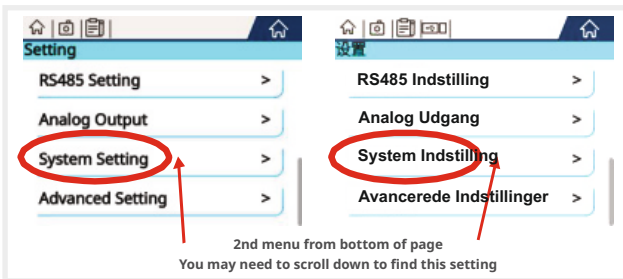 Setting
RS485 Setting >
Analog Output >
System Setting >
Advanced Setting >
设置
RS485 Indstilling >
Analog Udgang >
System Indstilling >
Avancerede Indstillinger >
2nd menu from bottom of page
You may need to scroll down to find this setting